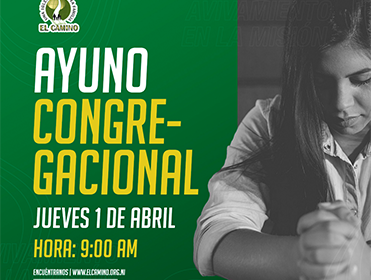 EL CAMINO
AYUNO
CONGRE-
GACIONAL
JUEVES 1 DE ABRIL
HORA: 9:00 AM
ENCUÉNTRANOS | WWW.ELCAMINO.ORG.NI